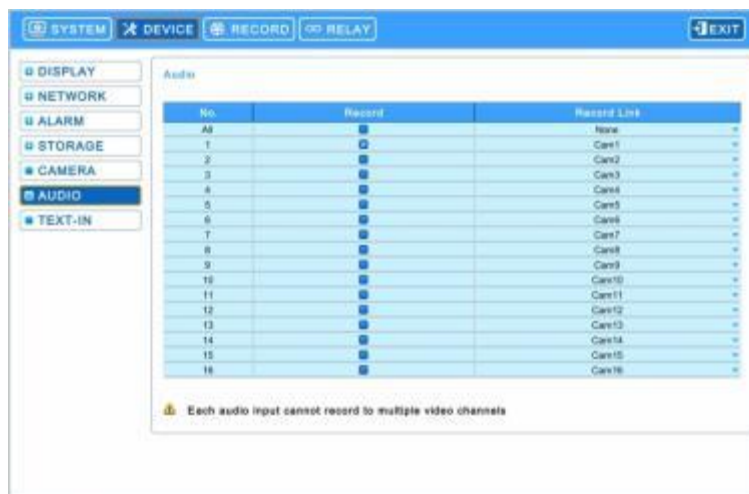 SYSTEM DEVICE RECORD RELAY EXIT
DISPLAY
NETWORK
ALARM
STORAGE
CAMERA
AUDIO
TEXT-IN
Audio
No. Record Record Link
All None
1 Cam1
2 Cam2
3 Cam3
4 Cam4
5 Cam5
6 Cam6
7 Cam7
8 Cam8
9 Cam9
10 Cam10
11 Cam11
12 Cam12
13 Cam13
14 Cam14
15 Cam15
16 Cam16
Each audio input cannot record to multiple video channels